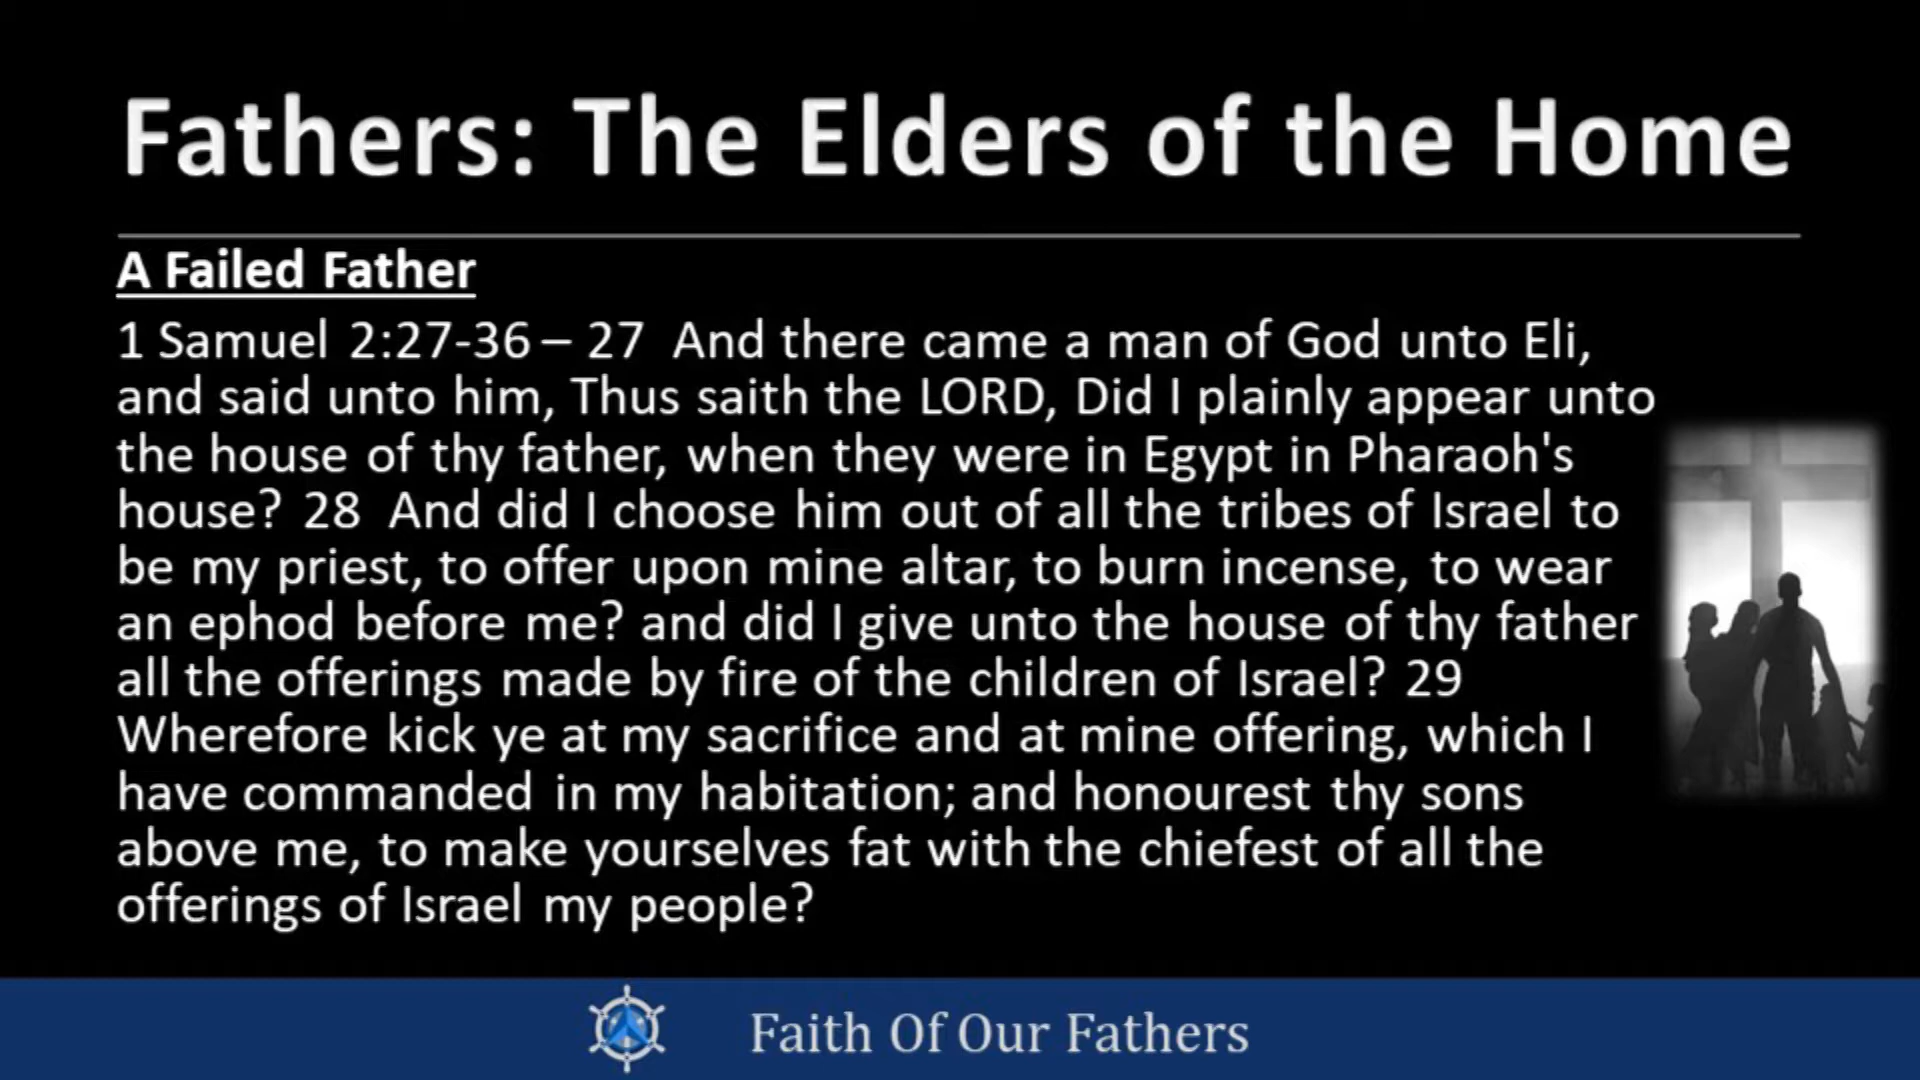 Fathers: The Elders of the Home
A Failed Father
1 Samuel 2:27-36 – 27  And there came a man of God unto Eli,
and said unto him, Thus saith the LORD, Did I plainly appear unto
the house of thy father, when they were in Egypt in Pharaoh's
house? 28  And did I choose him out of all the tribes of Israel to
be my priest, to offer upon mine altar, to burn incense, to wear
an ephod before me? and did I give unto the house of thy father
all the offerings made by fire of the children of Israel? 29
Wherefore kick ye at my sacrifice and at mine offering, which I
have commanded in my habitation; and honourest thy sons
above me, to make yourselves fat with the chiefest of all the
offerings of Israel my people?
Faith Of Our Fathers